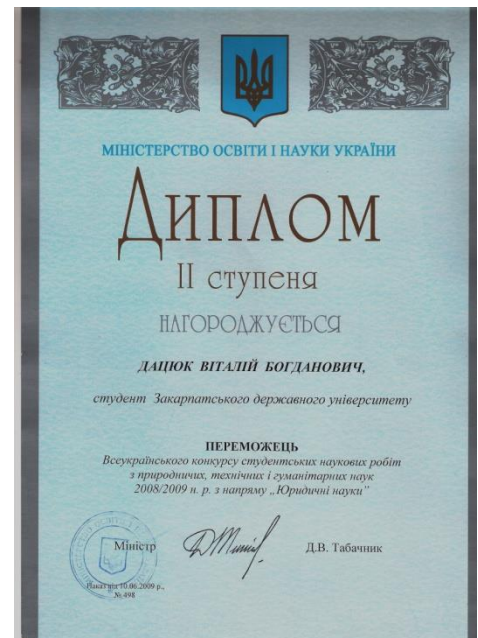 МІНІСТЕРСТВО ОСВІТИ І НАУКИ УКРАЇНИ
ДИПЛОМ
II ступеня
НАГОРОДЖУЄТЬСЯ
ДАЦЮК ВІТАЛІЙ БОГДАНОВИЧ,
студент Закарпатського державного університету
ПЕРЕМОЖЕЦЬ
Всеукраїнського конкурсу студентських наукових робіт
з природничих, технічних і гуманітарних наук
2008/2009 н. р. з напряму „Юридичні науки”
Міністр Д.В. Табачник
Наказ від 10.06.2009 р.,
№ 498